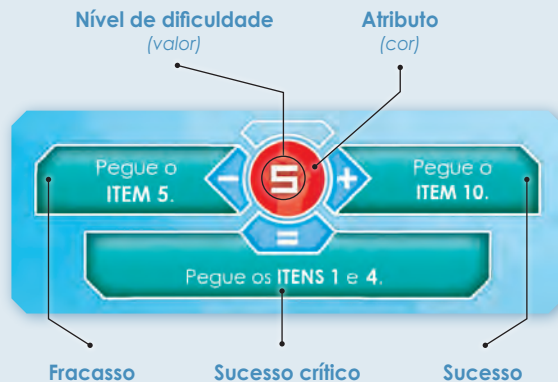 Nível de dificuldade
(valor)
Atributo
(cor)
Pegue o
ITEM 5.
-
5
+
Pegue o
ITEM 10.
=
Pegue os ITENS 1 e 4.
Fracasso
Sucesso crítico
Sucesso